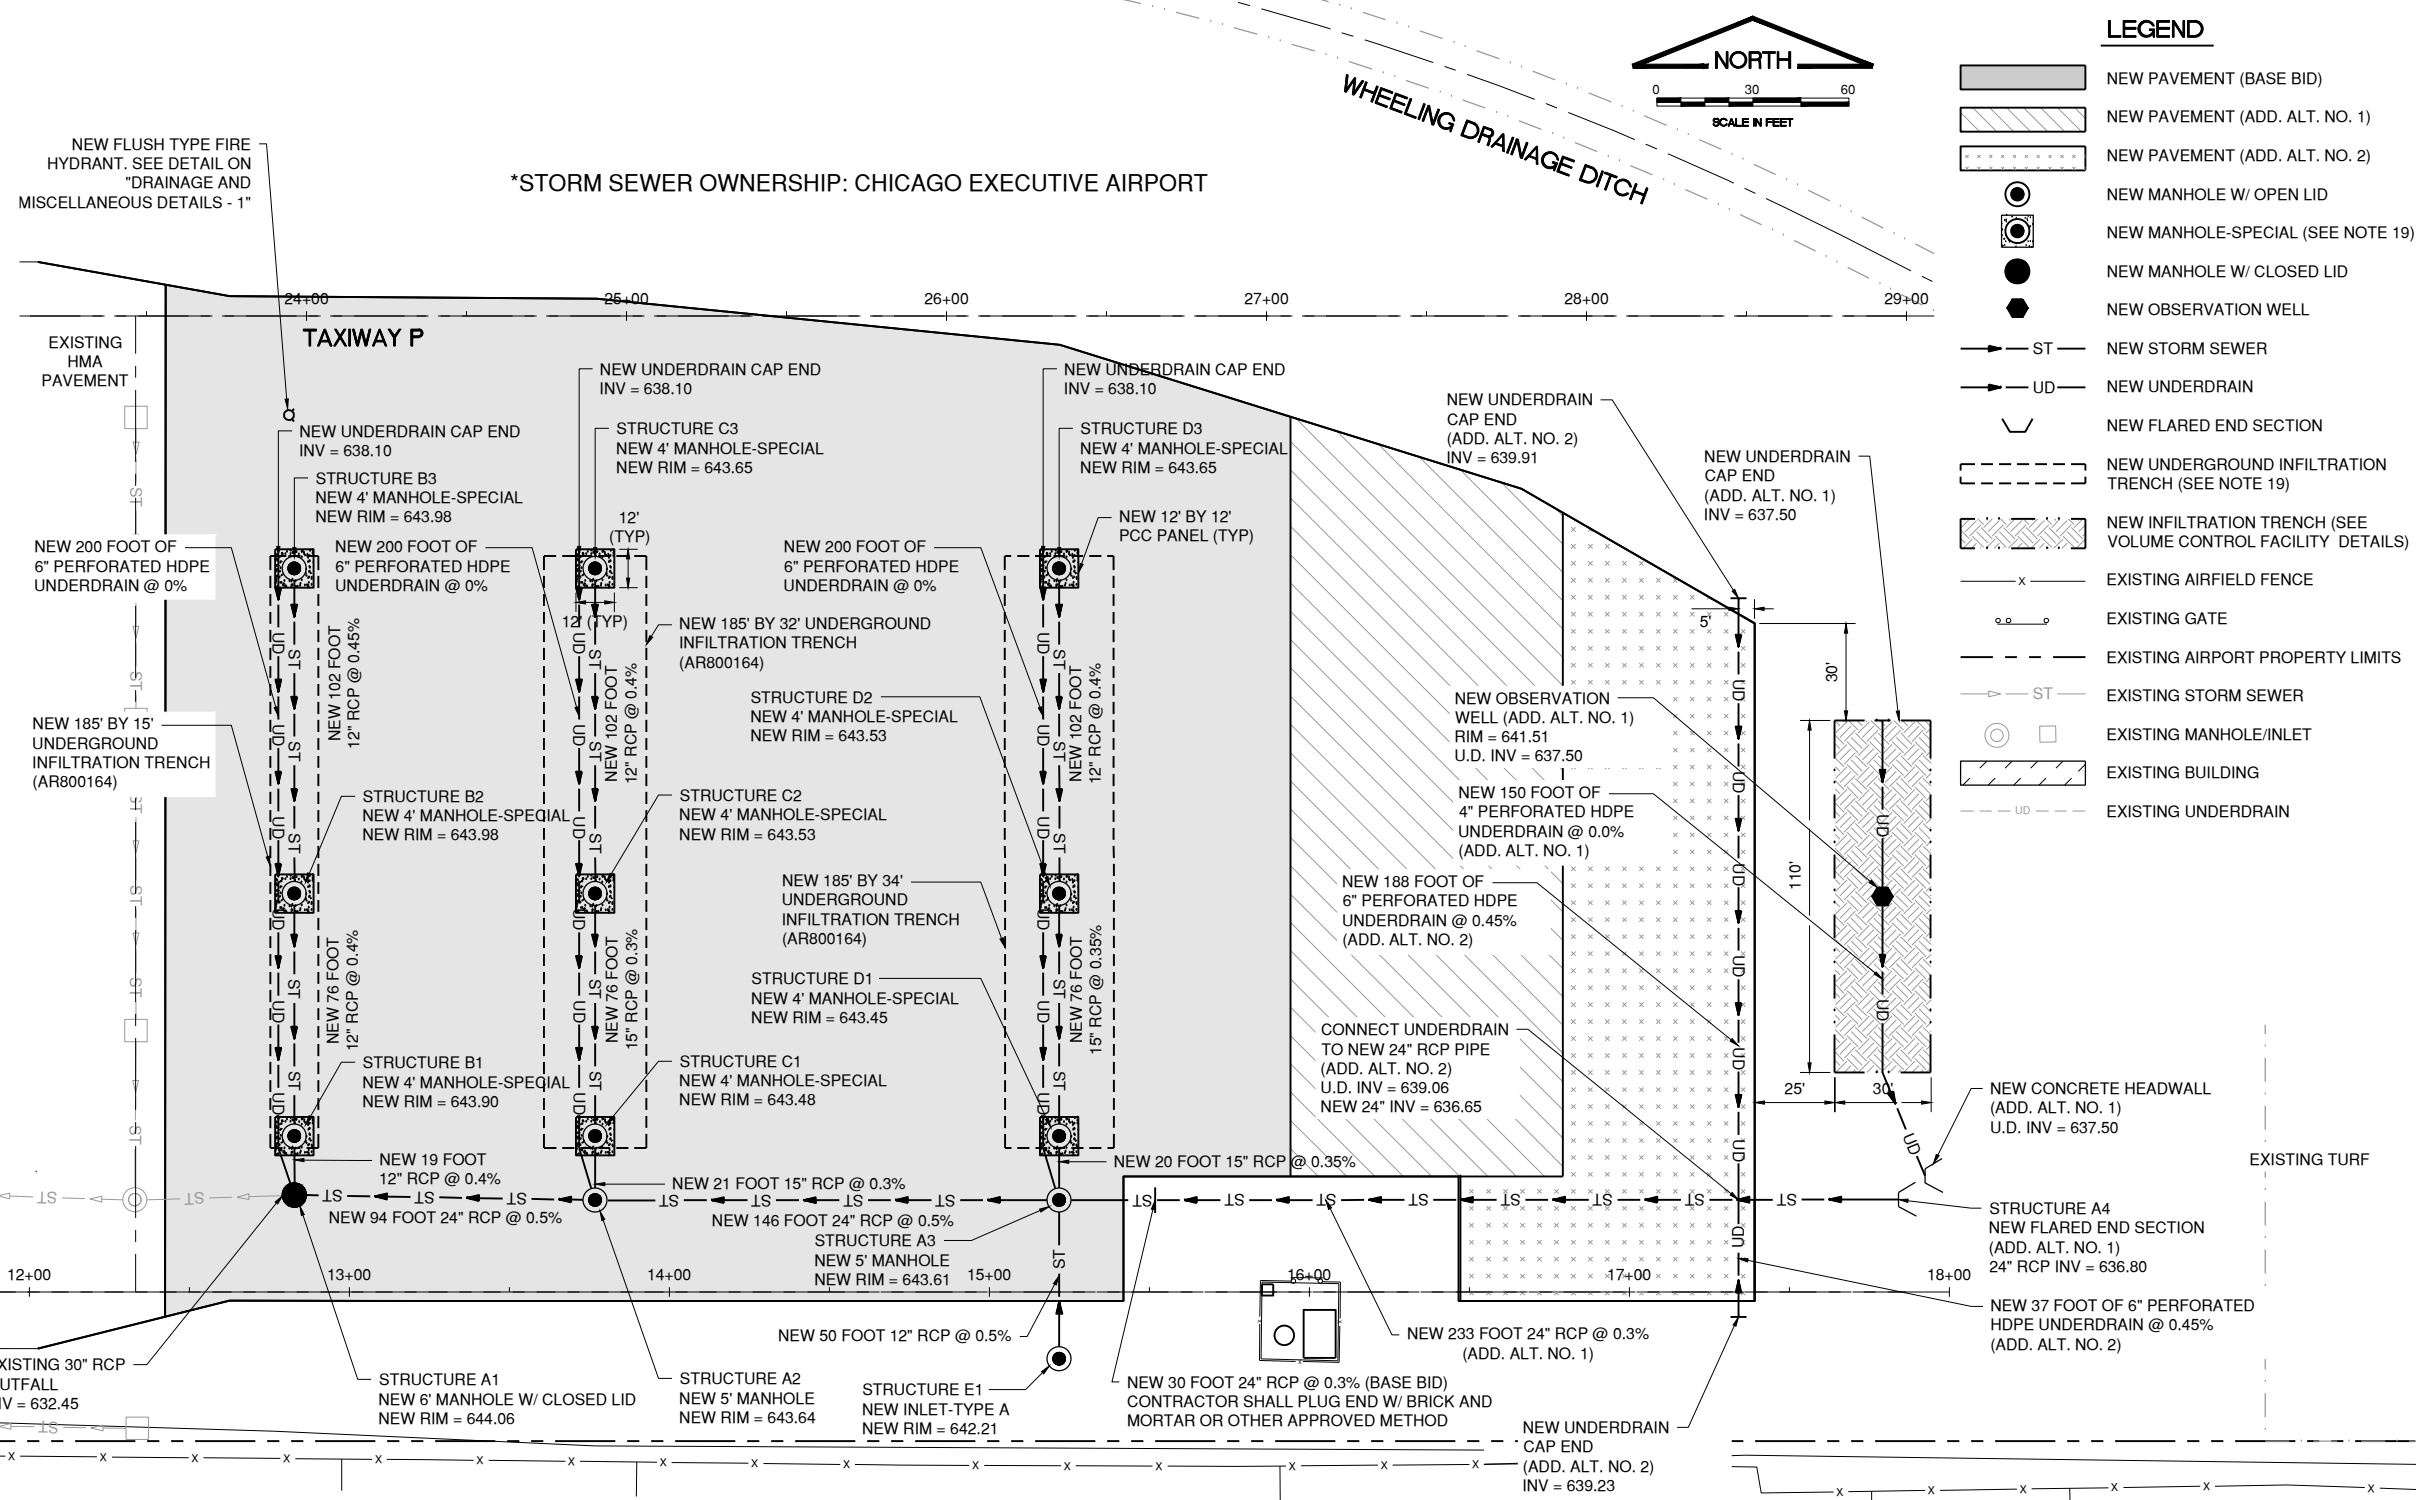 LEGEND
NEW PAVEMENT (BASE BID)
NEW PAVEMENT (ADD. ALT. NO. 1)
NEW PAVEMENT (ADD. ALT. NO. 2)
NEW MANHOLE W/ OPEN LID
NEW MANHOLE-SPECIAL (SEE NOTE 19)
NEW MANHOLE W/ CLOSED LID
NEW OBSERVATION WELL
ST
NEW STORM SEWER
UD
NEW UNDERDRAIN
NEW FLARED END SECTION
NEW UNDERGROUND INFILTRATION
TRENCH (SEE NOTE 19)
NEW INFILTRATION TRENCH (SEE
VOLUME CONTROL FACILITY DETAILS)
x
EXISTING AIRFIELD FENCE
EXISTING GATE
EXISTING AIRPORT PROPERTY LIMITS
ST
EXISTING STORM SEWER
EXISTING MANHOLE/INLET
EXISTING BUILDING
UD
EXISTING UNDERDRAIN
NORTH
0 30 60
SCALE IN FEET
WHEELING DRAINAGE DITCH
*STORM SEWER OWNERSHIP: CHICAGO EXECUTIVE AIRPORT
NEW FLUSH TYPE FIRE
HYDRANT. SEE DETAIL ON
"DRAINAGE AND
MISCELLANEOUS DETAILS - 1"
24+00 25+00 26+00 27+00 28+00 29+00
TAXIWAY P
EXISTING
HMA
PAVEMENT
NEW UNDERDRAIN CAP END
INV = 638.10
STRUCTURE B3
NEW 4' MANHOLE-SPECIAL
NEW RIM = 643.98
NEW 200 FOOT OF
6" PERFORATED HDPE
UNDERDRAIN @ 0%
NEW 102 FOOT
12" RCP @ 0.45%
NEW 185' BY 15'
UNDERGROUND
INFILTRATION TRENCH
(AR800164)
STRUCTURE B2
NEW 4' MANHOLE-SPECIAL
NEW RIM = 643.98
NEW 76 FOOT
12" RCP @ 0.4%
STRUCTURE B1
NEW 4' MANHOLE-SPECIAL
NEW RIM = 643.90
NEW 19 FOOT
12" RCP @ 0.4%
NEW 94 FOOT 24" RCP @ 0.5%
NEW UNDERDRAIN CAP END
INV = 638.10
STRUCTURE C3
NEW 4' MANHOLE-SPECIAL
NEW RIM = 643.65
12'
(TYP)
12' (TYP)
NEW 200 FOOT OF
6" PERFORATED HDPE
UNDERDRAIN @ 0%
NEW 185' BY 32' UNDERGROUND
INFILTRATION TRENCH
(AR800164)
NEW 102 FOOT
12" RCP @ 0.4%
STRUCTURE C2
NEW 4' MANHOLE-SPECIAL
NEW RIM = 643.53
NEW 76 FOOT
15" RCP @ 0.3%
STRUCTURE C1
NEW 4' MANHOLE-SPECIAL
NEW RIM = 643.48
NEW 21 FOOT 15" RCP @ 0.3%
NEW 146 FOOT 24" RCP @ 0.5%
NEW UNDERDRAIN CAP END
INV = 638.10
STRUCTURE D3
NEW 4' MANHOLE-SPECIAL
NEW RIM = 643.65
NEW 12' BY 12'
PCC PANEL (TYP)
NEW 200 FOOT OF
6" PERFORATED HDPE
UNDERDRAIN @ 0%
NEW 102 FOOT
12" RCP @ 0.4%
STRUCTURE D2
NEW 4' MANHOLE-SPECIAL
NEW RIM = 643.53
NEW 185' BY 34'
UNDERGROUND
INFILTRATION TRENCH
(AR800164)
NEW 76 FOOT
15" RCP @ 0.35%
STRUCTURE D1
NEW 4' MANHOLE-SPECIAL
NEW RIM = 643.45
NEW 20 FOOT 15" RCP @ 0.35%
STRUCTURE A3
NEW 5' MANHOLE
NEW RIM = 643.61
NEW UNDERDRAIN
CAP END
(ADD. ALT. NO. 2)
INV = 639.91
NEW UNDERDRAIN
CAP END
(ADD. ALT. NO. 1)
INV = 637.50
5'
30'
110'
25'
30'
NEW OBSERVATION
WELL (ADD. ALT. NO. 1)
RIM = 641.51
U.D. INV = 637.50
NEW 150 FOOT OF
4" PERFORATED HDPE
UNDERDRAIN @ 0.0%
(ADD. ALT. NO. 1)
NEW 188 FOOT OF
6" PERFORATED HDPE
UNDERDRAIN @ 0.45%
(ADD. ALT. NO. 2)
CONNECT UNDERDRAIN
TO NEW 24" RCP PIPE
(ADD. ALT. NO. 2)
U.D. INV = 639.06
NEW 24" INV = 636.65
NEW CONCRETE HEADWALL
(ADD. ALT. NO. 1)
U.D. INV = 637.50
EXISTING TURF
STRUCTURE A4
NEW FLARED END SECTION
(ADD. ALT. NO. 1)
24" RCP INV = 636.80
12+00 13+00 14+00 15+00 16+00 17+00 18+00
NEW 37 FOOT OF 6" PERFORATED
HDPE UNDERDRAIN @ 0.45%
(ADD. ALT. NO. 2)
NEW 50 FOOT 12" RCP @ 0.5%
NEW 233 FOOT 24" RCP @ 0.3%
(ADD. ALT. NO. 1)
XISTING 30" RCP
UTFALL
V = 632.45
STRUCTURE A1
NEW 6' MANHOLE W/ CLOSED LID
NEW RIM = 644.06
STRUCTURE A2
NEW 5' MANHOLE
NEW RIM = 643.64
STRUCTURE E1
NEW INLET-TYPE A
NEW RIM = 642.21
NEW 30 FOOT 24" RCP @ 0.3% (BASE BID)
CONTRACTOR SHALL PLUG END W/ BRICK AND
MORTAR OR OTHER APPROVED METHOD
NEW UNDERDRAIN
CAP END
(ADD. ALT. NO. 2)
INV = 639.23